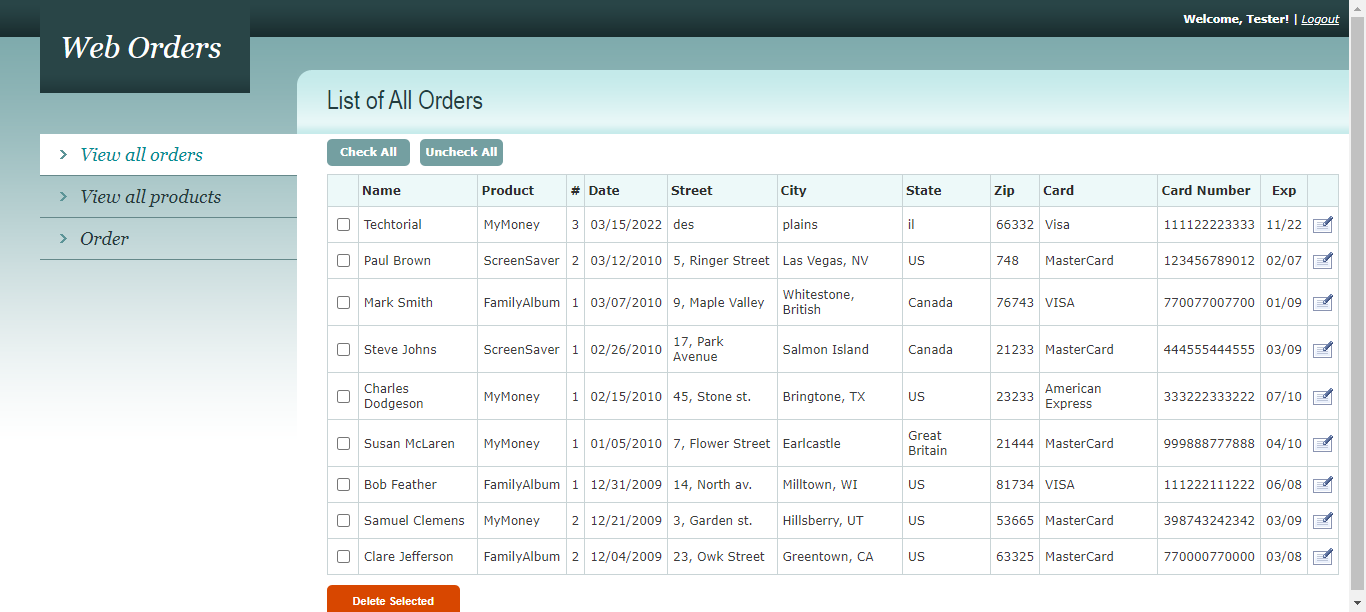 Welcome, Tester! | Logout
Web Orders
List of All Orders
View all orders
View all products
Order
Check All Uncheck All
Name Product # Date Street City State Zip Card Card Number Exp
Techtorial MyMoney 3 03/15/2022 des plains il 66332 Visa 111122223333 11/22
Paul Brown ScreenSaver 2 03/12/2010 5, Ringer Street Las Vegas, NV US 748 MasterCard 123456789012 02/07
Mark Smith FamilyAlbum 1 03/07/2010 9, Maple Valley Whitestone, British Canada 76743 VISA 770077007700 01/09
Steve Johns ScreenSaver 1 02/26/2010 17, Park Avenue Salmon Island Canada 21233 MasterCard 444555444555 03/09
Charles Dodgeson MyMoney 1 02/15/2010 45, Stone st. Bringtone, TX US 23233 American Express 333222333222 07/10
Susan McLaren MyMoney 1 01/05/2010 7, Flower Street Earlcastle Great Britain 21444 MasterCard 999888777888 04/10
Bob Feather FamilyAlbum 1 12/31/2009 14, North av. Milltown, WI US 81734 VISA 111222111222 06/08
Samuel Clemens MyMoney 2 12/21/2009 3, Garden st. Hillsberry, UT US 53665 MasterCard 398743242342 03/09
Clare Jefferson FamilyAlbum 2 12/04/2009 23, Owk Street Greentown, CA US 63325 MasterCard 770000770000 03/08
Delete Selected